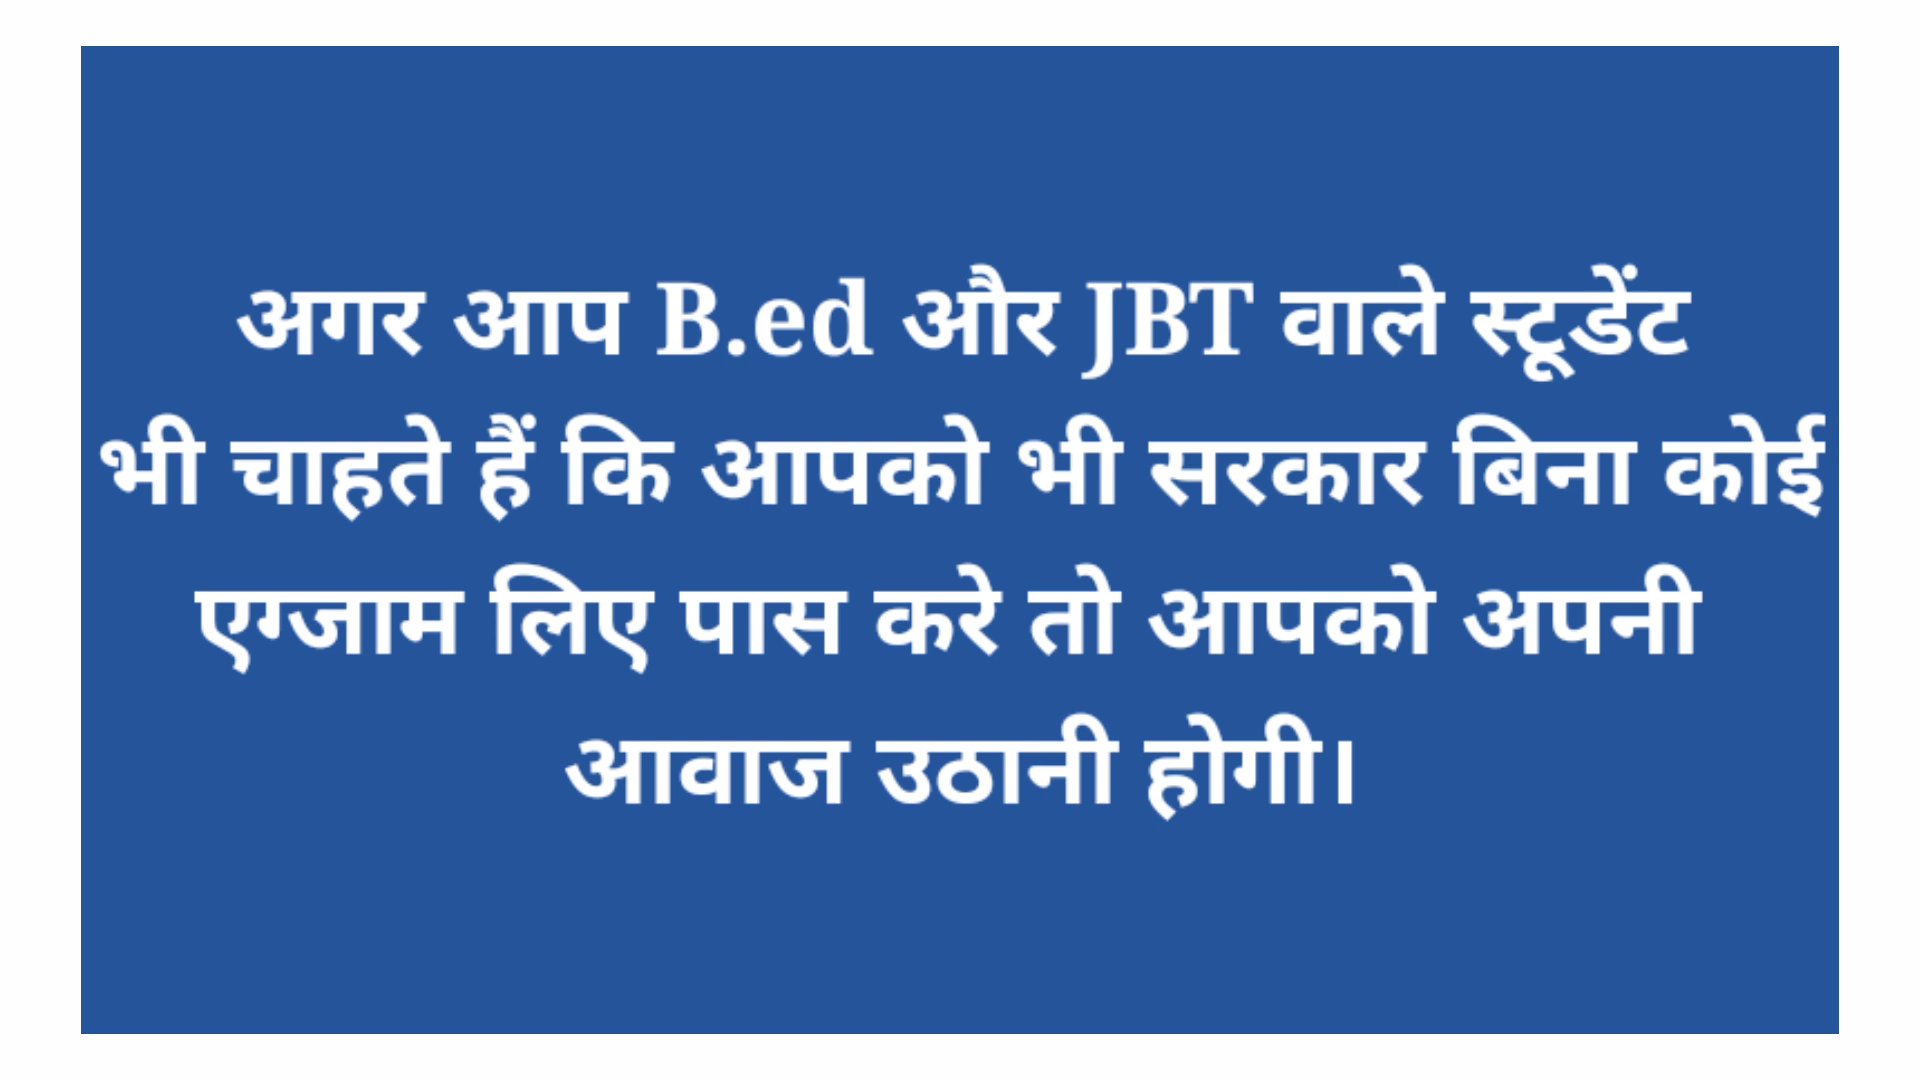 अगर आप B.ed और JBT वाले स्टूडेंट
भी चाहते हैं कि आपको भी सरकार बिना कोई
एग्जाम लिए पास करे तो आपको अपनी
आवाज उठानी होगी।